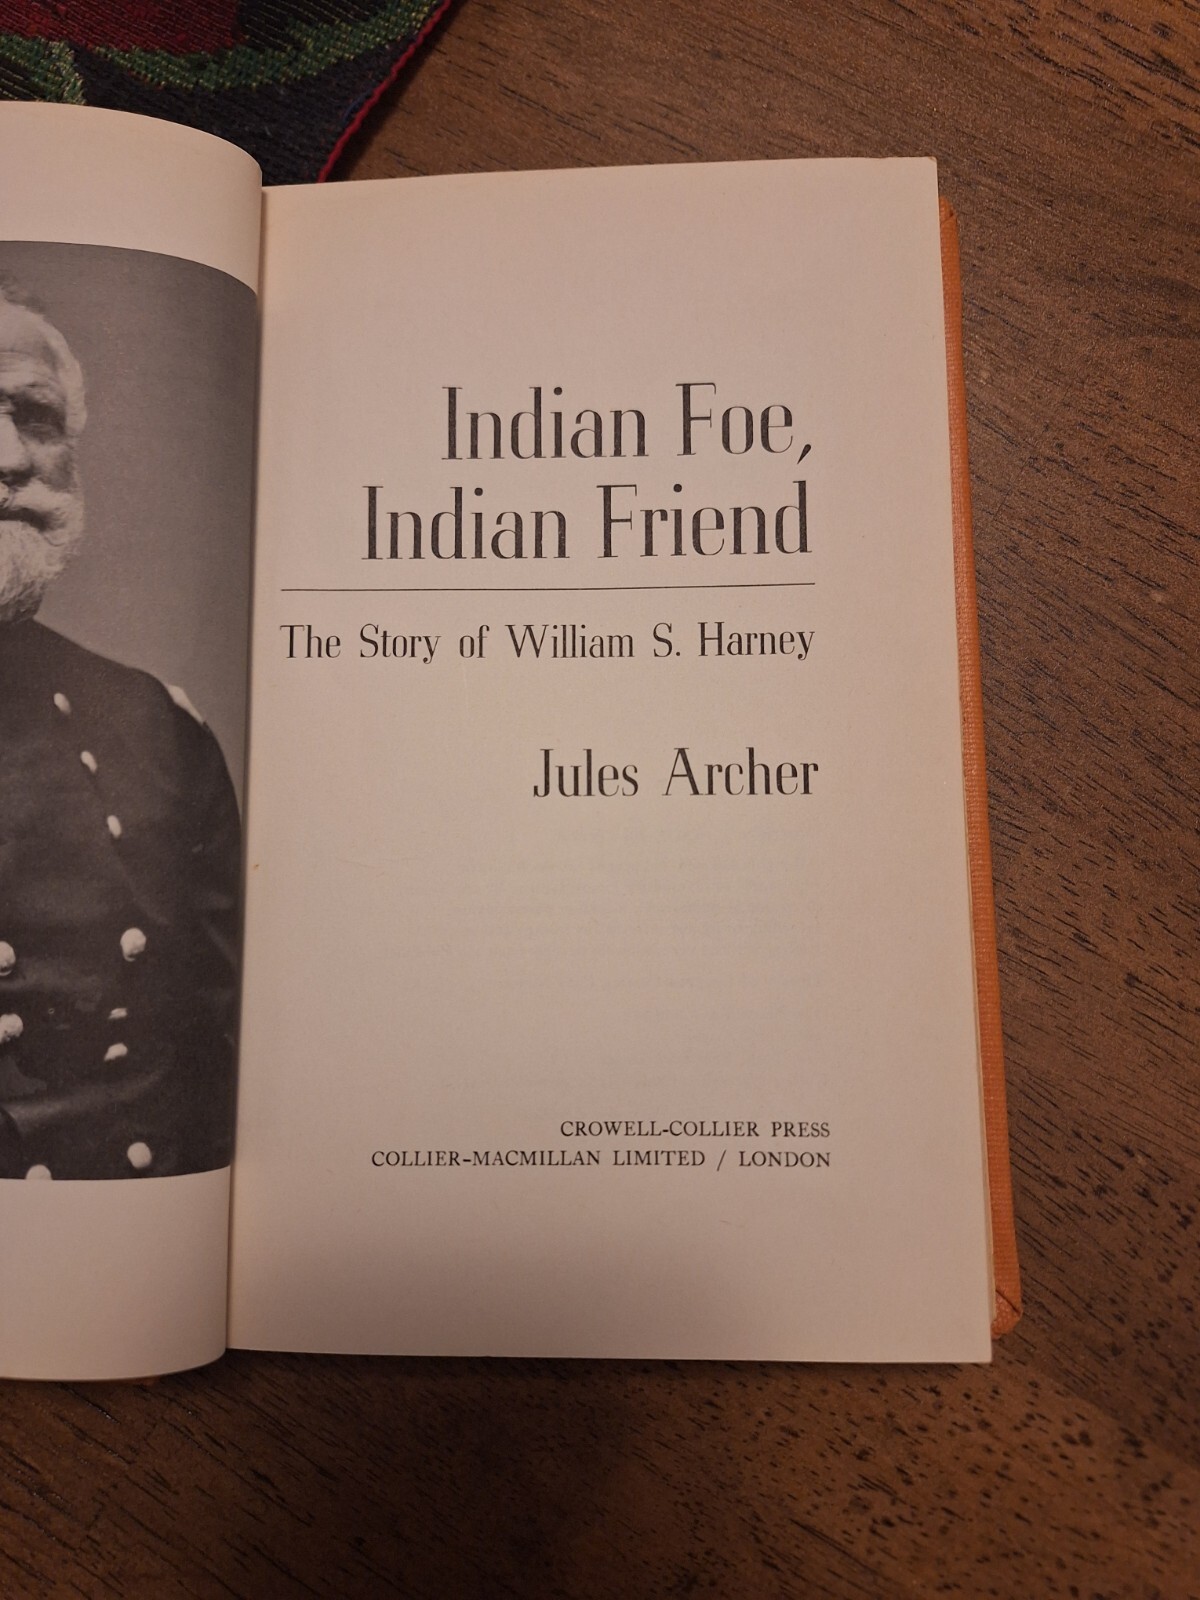 Indian Foe,
Indian Friend
The Story of William S. Harney
Jules Archer
CROWELL-COLLIER PRESS
COLLIER-MACMILLAN LIMITED / LONDON